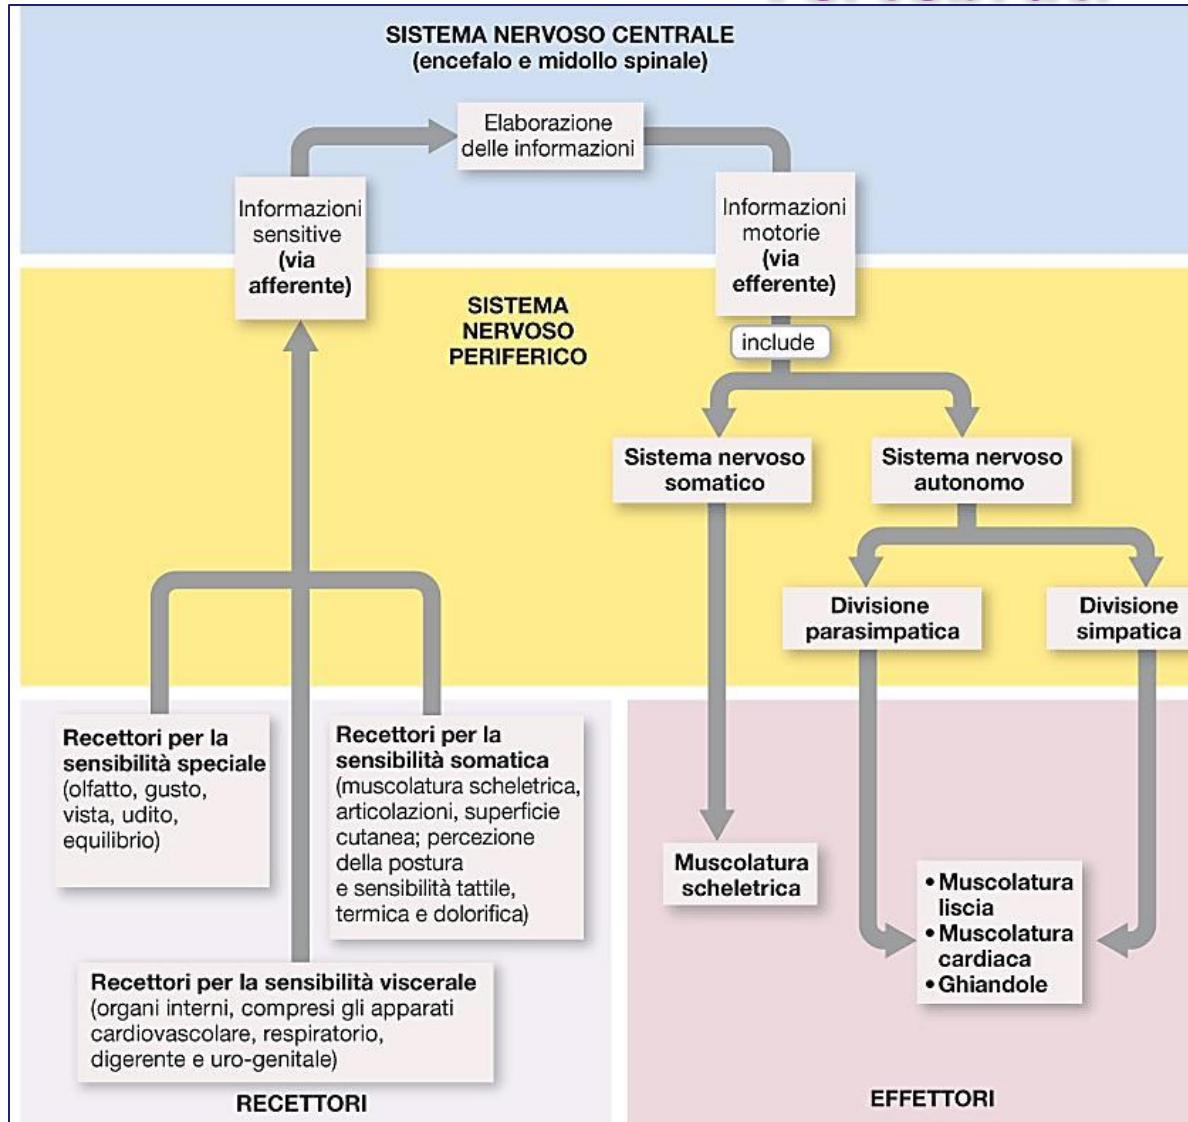 SISTEMA NERVOSO CENTRALE
(encefalo e midollo spinale)
Elaborazione
delle informazioni
Informazioni
sensitive
(via
afferente)
Informazioni
motorie
(via
efferente)
SISTEMA
NERVOSO
PERIFERICO
include
Sistema nervoso
somatico
Sistema nervoso
autonomo
Divisione
parasimpatica
Divisione
simpatica
Recettori per la
sensibilità speciale
(olfatto, gusto,
vista, udito,
equilibrio)
Recettori per la
sensibilità somatica
(muscolatura scheletrica,
articolazioni, superficie
cutanea; percezione
della postura
e sensibilità tattile,
termica e dolorifica)
Recettori per la sensibilità viscerale
(organi interni, compresi gli apparati
cardiovascolare, respiratorio,
digerente e uro-genitale)
RECETTORI
Muscolatura
scheletrica
• Muscolatura
liscia
• Muscolatura
cardiaca
• Ghiandole
EFFETTORI